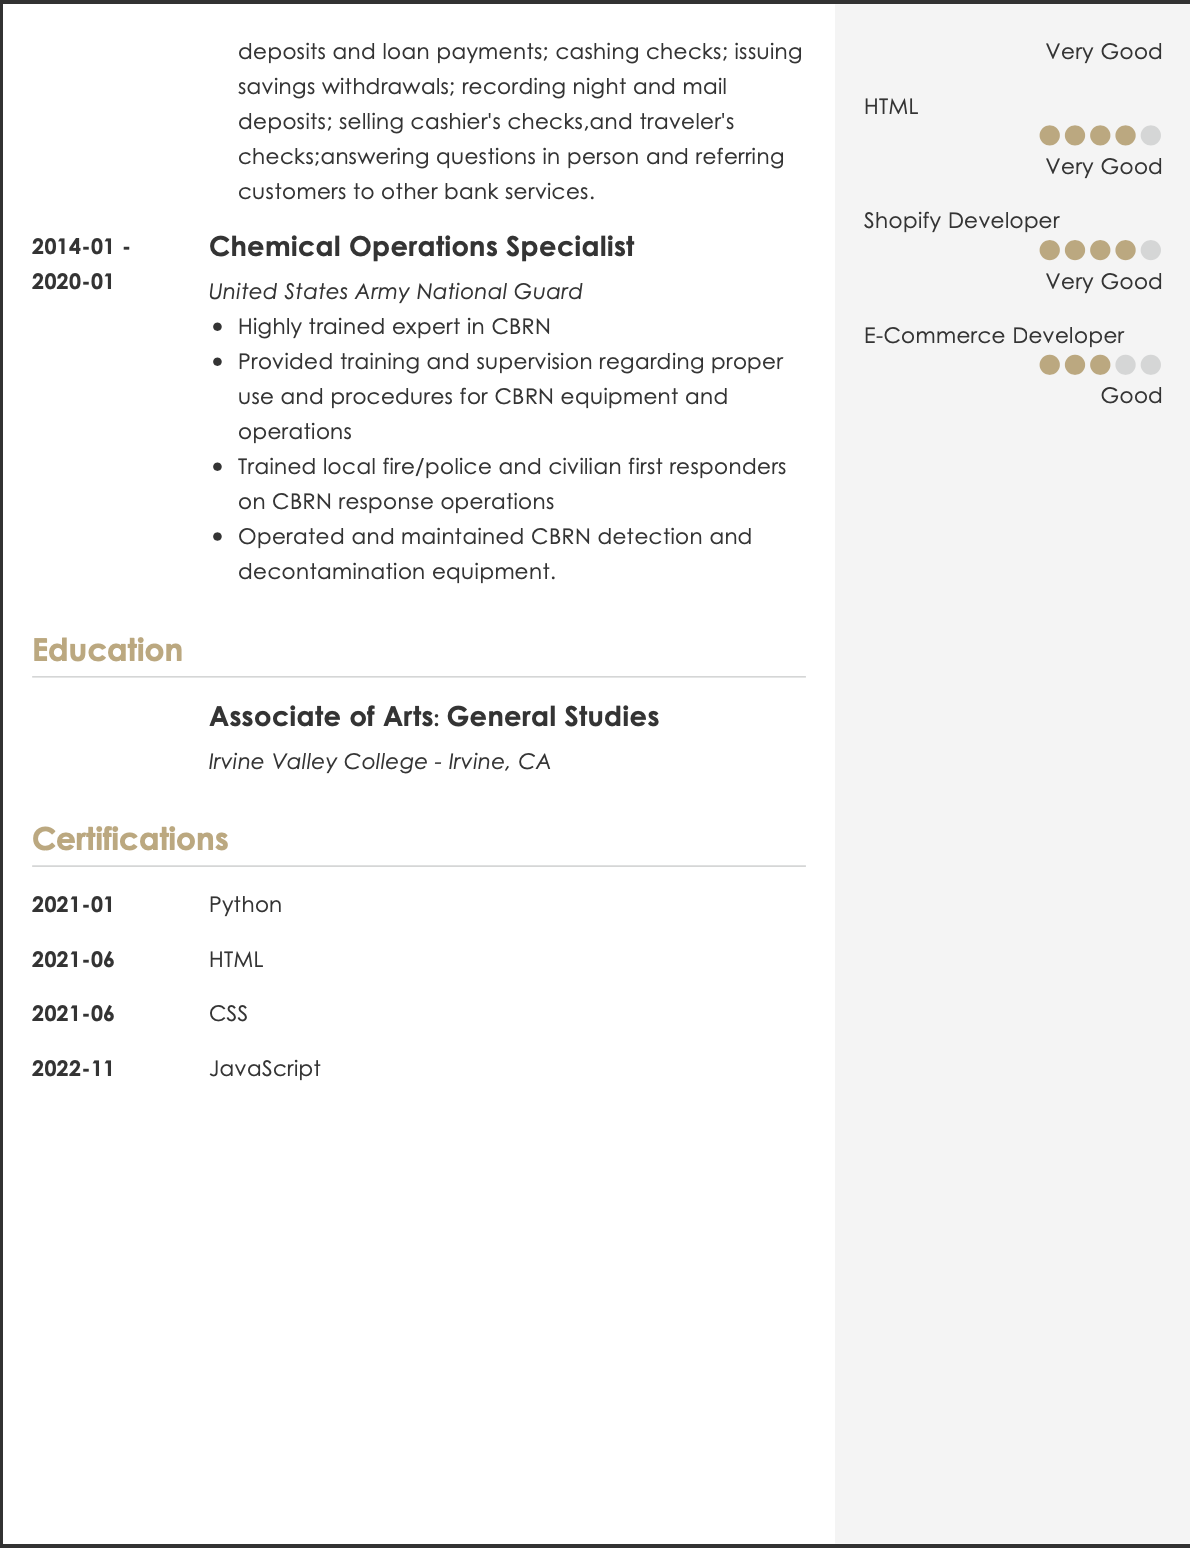 deposits and loan payments; cashing checks; issuing
savings withdrawals; recording night and mail
deposits; selling cashier's checks,and traveler's
checks;answering questions in person and referring
customers to other bank services.
2014-01 -
2020-01
Chemical Operations Specialist
United States Army National Guard
• Highly trained expert in CBRN
• Provided training and supervision regarding proper
use and procedures for CBRN equipment and
operations
• Trained local fire/police and civilian first responders
on CBRN response operations
• Operated and maintained CBRN detection and
decontamination equipment.
Education
Associate of Arts: General Studies
Irvine Valley College - Irvine, CA
Certifications
2021-01 Python
2021-06 HTML
2021-06 CSS
2022-11 JavaScript
Very Good
HTML
Very Good
Shopify Developer
Very Good
E-Commerce Developer
Good